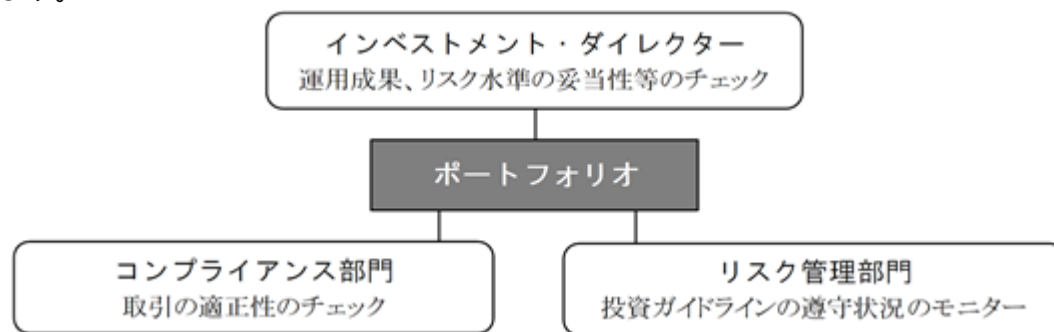 インベストメント・ダイレクター
運用成果、リスク水準の妥当性等のチェック
ポートフォリオ
コンプライアンス部門
取引の適正性のチェック
リスク管理部門
投資ガイドラインの遵守状況のモニター